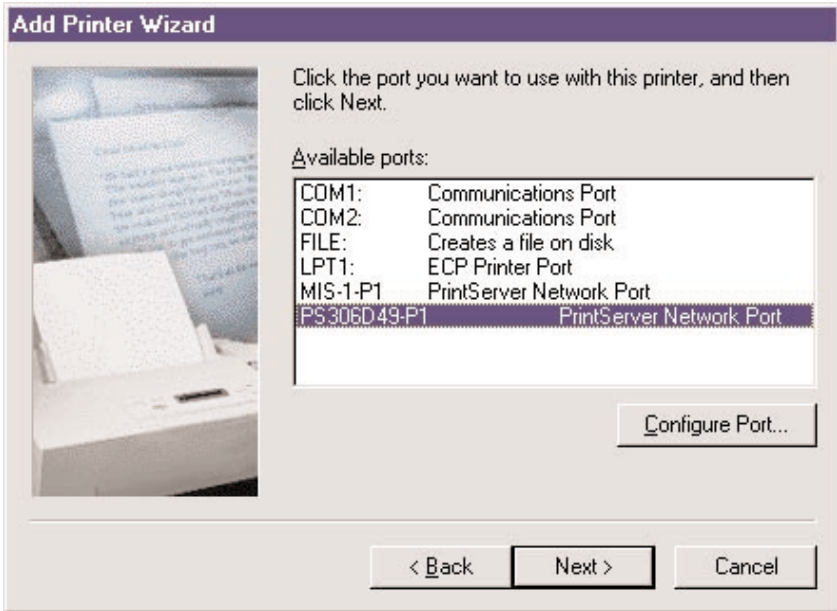 Add Printer Wizard
Click the port you want to use with this printer, and then
click Next.
Available ports:
COM1: Communications Port
COM2: Communications Port
FILE: Creates a file on disk
LPT1: ECP Printer Port
MIS-1-P1 PrintServer Network Port
PS306D49-P1 PrintServer Network Port
Configure Port...
< Back Next > Cancel